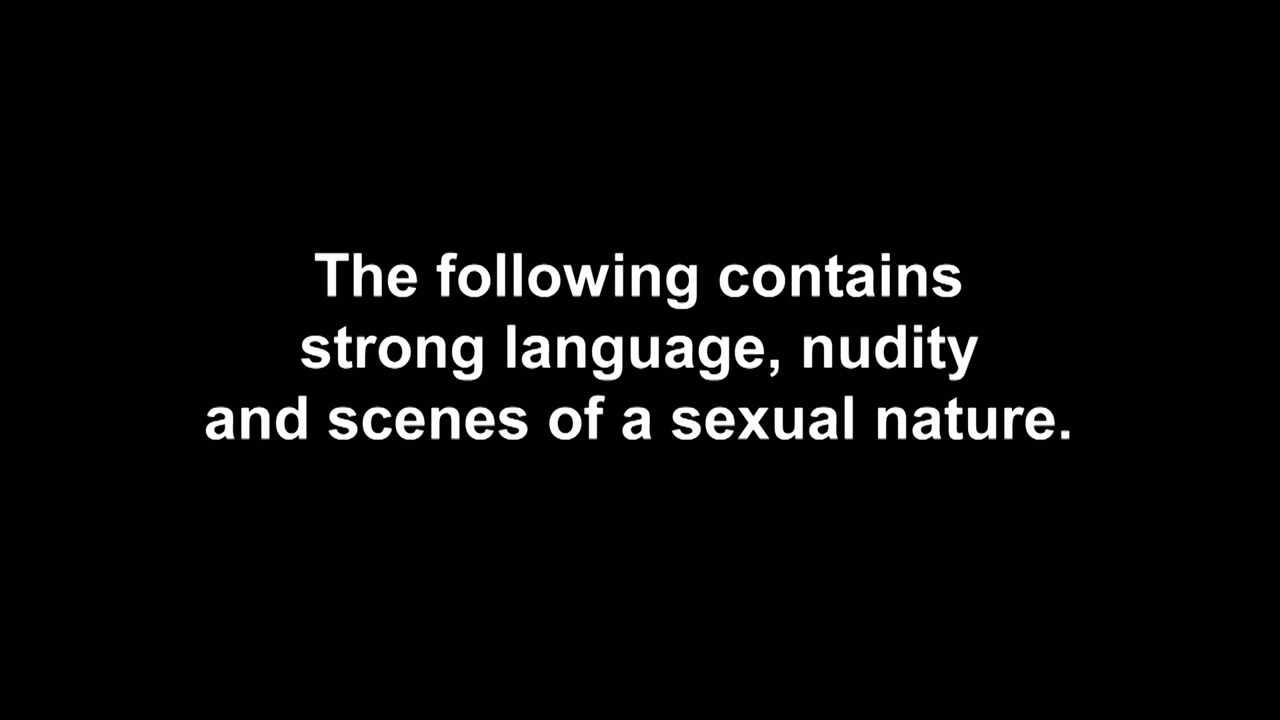 The following contains
strong language, nudity
and scenes of a sexual nature.